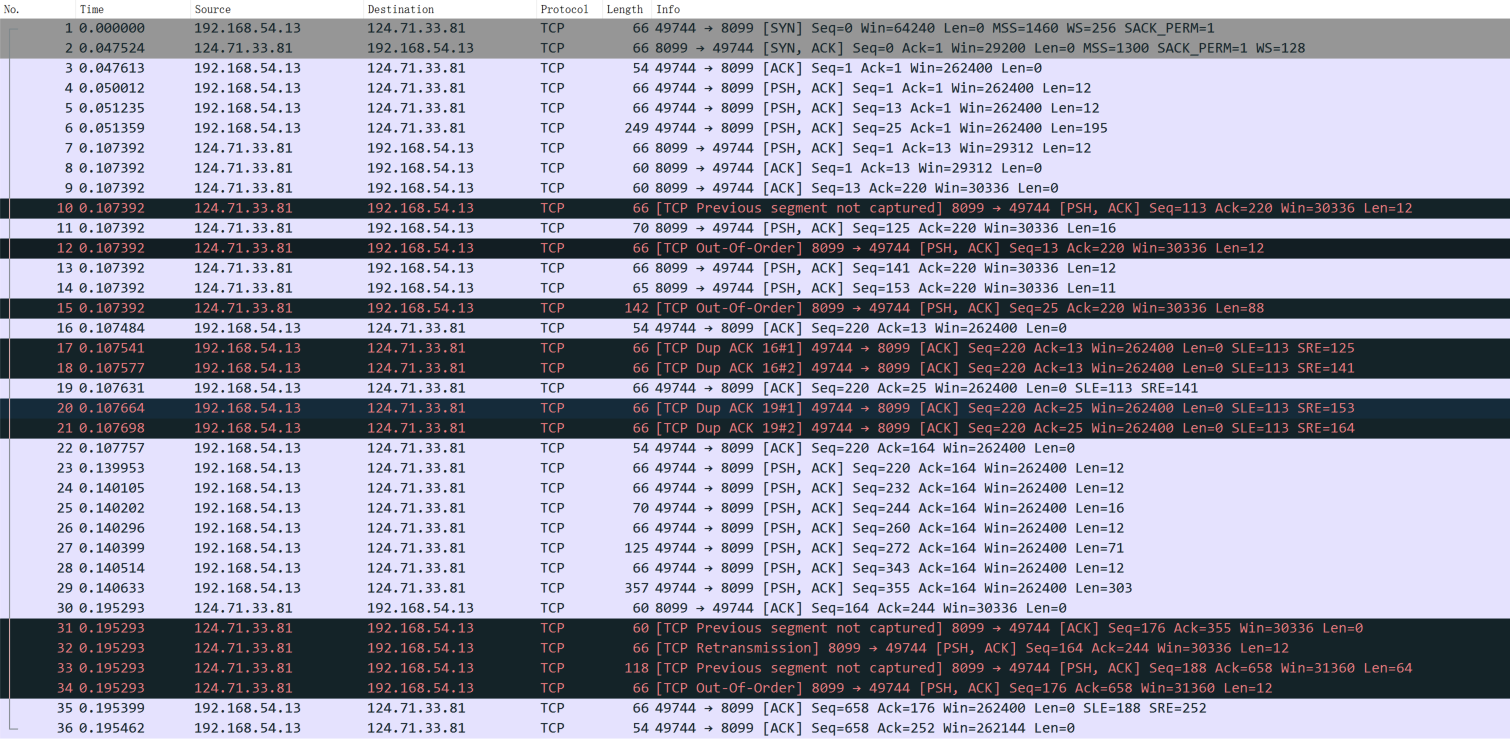 No. Time Source Destination Protocol Length Info
1 0.000000 192.168.54.13 124.71.33.81 TCP 66 49744 → 8099 [SYN] Seq=0 Win=64240 Len=0 MSS=1460 WS=256 SACK_PERM=1
2 0.047524 124.71.33.81 192.168.54.13 TCP 66 8099 → 49744 [SYN, ACK] Seq=0 Ack=1 Win=29200 Len=0 MSS=1300 SACK_PERM=1 WS=128
3 0.047613 192.168.54.13 124.71.33.81 TCP 54 49744 → 8099 [ACK] Seq=1 Ack=1 Win=262400 Len=0
4 0.050012 192.168.54.13 124.71.33.81 TCP 66 49744 → 8099 [PSH, ACK] Seq=1 Ack=1 Win=262400 Len=12
5 0.051235 192.168.54.13 124.71.33.81 TCP 66 49744 → 8099 [PSH, ACK] Seq=13 Ack=1 Win=262400 Len=12
6 0.051359 192.168.54.13 124.71.33.81 TCP 249 49744 → 8099 [PSH, ACK] Seq=25 Ack=1 Win=262400 Len=195
7 0.107392 124.71.33.81 192.168.54.13 TCP 66 8099 → 49744 [PSH, ACK] Seq=1 Ack=13 Win=29312 Len=12
8 0.107392 124.71.33.81 192.168.54.13 TCP 60 8099 → 49744 [ACK] Seq=1 Ack=13 Win=29312 Len=0
9 0.107392 124.71.33.81 192.168.54.13 TCP 60 8099 → 49744 [ACK] Seq=13 Ack=220 Win=30336 Len=0
10 0.107392 124.71.33.81 192.168.54.13 TCP 66 [TCP Previous segment not captured] 8099 → 49744 [PSH, ACK] Seq=113 Ack=220 Win=30336 Len=12
11 0.107392 124.71.33.81 192.168.54.13 TCP 70 8099 → 49744 [PSH, ACK] Seq=125 Ack=220 Win=30336 Len=16
12 0.107392 124.71.33.81 192.168.54.13 TCP 66 [TCP Out-Of-Order] 8099 → 49744 [PSH, ACK] Seq=13 Ack=220 Win=30336 Len=12
13 0.107392 124.71.33.81 192.168.54.13 TCP 66 8099 → 49744 [PSH, ACK] Seq=141 Ack=220 Win=30336 Len=12
14 0.107392 124.71.33.81 192.168.54.13 TCP 65 8099 → 49744 [PSH, ACK] Seq=153 Ack=220 Win=30336 Len=11
15 0.107392 124.71.33.81 192.168.54.13 TCP 142 [TCP Out-Of-Order] 8099 → 49744 [PSH, ACK] Seq=25 Ack=220 Win=30336 Len=88
16 0.107484 192.168.54.13 124.71.33.81 TCP 54 49744 → 8099 [ACK] Seq=220 Ack=13 Win=262400 Len=0
17 0.107541 192.168.54.13 124.71.33.81 TCP 66 [TCP Dup ACK 16#1] 49744 → 8099 [ACK] Seq=220 Ack=13 Win=262400 Len=0 SLE=113 SRE=125
18 0.107577 192.168.54.13 124.71.33.81 TCP 66 [TCP Dup ACK 16#2] 49744 → 8099 [ACK] Seq=220 Ack=13 Win=262400 Len=0 SLE=113 SRE=141
19 0.107631 192.168.54.13 124.71.33.81 TCP 66 49744 → 8099 [ACK] Seq=220 Ack=25 Win=262400 Len=0 SLE=113 SRE=141
20 0.107664 192.168.54.13 124.71.33.81 TCP 66 [TCP Dup ACK 19#1] 49744 → 8099 [ACK] Seq=220 Ack=25 Win=262400 Len=0 SLE=113 SRE=153
21 0.107698 192.168.54.13 124.71.33.81 TCP 66 [TCP Dup ACK 19#2] 49744 → 8099 [ACK] Seq=220 Ack=25 Win=262400 Len=0 SLE=113 SRE=164
22 0.107757 192.168.54.13 124.71.33.81 TCP 54 49744 → 8099 [ACK] Seq=220 Ack=164 Win=262400 Len=0
23 0.139953 192.168.54.13 124.71.33.81 TCP 66 49744 → 8099 [PSH, ACK] Seq=220 Ack=164 Win=262400 Len=12
24 0.140105 192.168.54.13 124.71.33.81 TCP 66 49744 → 8099 [PSH, ACK] Seq=232 Ack=164 Win=262400 Len=12
25 0.140202 192.168.54.13 124.71.33.81 TCP 70 49744 → 8099 [PSH, ACK] Seq=244 Ack=164 Win=262400 Len=16
26 0.140296 192.168.54.13 124.71.33.81 TCP 66 49744 → 8099 [PSH, ACK] Seq=260 Ack=164 Win=262400 Len=12
27 0.140399 192.168.54.13 124.71.33.81 TCP 125 49744 → 8099 [PSH, ACK] Seq=272 Ack=164 Win=262400 Len=71
28 0.140514 192.168.54.13 124.71.33.81 TCP 66 49744 → 8099 [PSH, ACK] Seq=343 Ack=164 Win=262400 Len=12
29 0.140633 192.168.54.13 124.71.33.81 TCP 357 49744 → 8099 [PSH, ACK] Seq=355 Ack=164 Win=262400 Len=303
30 0.195293 124.71.33.81 192.168.54.13 TCP 60 8099 → 49744 [ACK] Seq=164 Ack=244 Win=30336 Len=0
31 0.195293 124.71.33.81 192.168.54.13 TCP 60 [TCP Previous segment not captured] 8099 → 49744 [ACK] Seq=176 Ack=355 Win=30336 Len=0
32 0.195293 124.71.33.81 192.168.54.13 TCP 66 [TCP Retransmission] 8099 → 49744 [PSH, ACK] Seq=164 Ack=244 Win=30336 Len=12
33 0.195293 124.71.33.81 192.168.54.13 TCP 118 [TCP Previous segment not captured] 8099 → 49744 [PSH, ACK] Seq=188 Ack=658 Win=31360 Len=64
34 0.195293 124.71.33.81 192.168.54.13 TCP 66 [TCP Out-Of-Order] 8099 → 49744 [PSH, ACK] Seq=176 Ack=658 Win=31360 Len=12
35 0.195399 192.168.54.13 124.71.33.81 TCP 66 49744 → 8099 [ACK] Seq=658 Ack=176 Win=262400 Len=0 SLE=188 SRE=252
36 0.195462 192.168.54.13 124.71.33.81 TCP 54 49744 → 8099 [ACK] Seq=658 Ack=252 Win=262144 Len=0